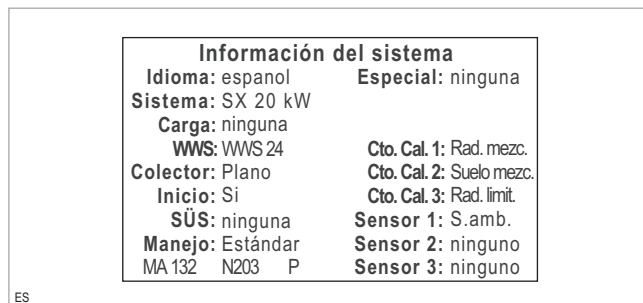 Información del sistema
Idioma: espanol Especial: ninguna
Sistema: SX 20 kW
Carga: ninguna
WWS: WWS 24 Cto. Cal. 1: Rad. mezc.
Colector: Plano Cto. Cal. 2: Suelo mezc.
Inicio: Si Cto. Cal. 3: Rad. limit.
SÜS: ninguna Sensor 1: S.amb.
Manejo: Estándar Sensor 2: ninguno
MA 132 N203 P Sensor 3: ninguno
ES